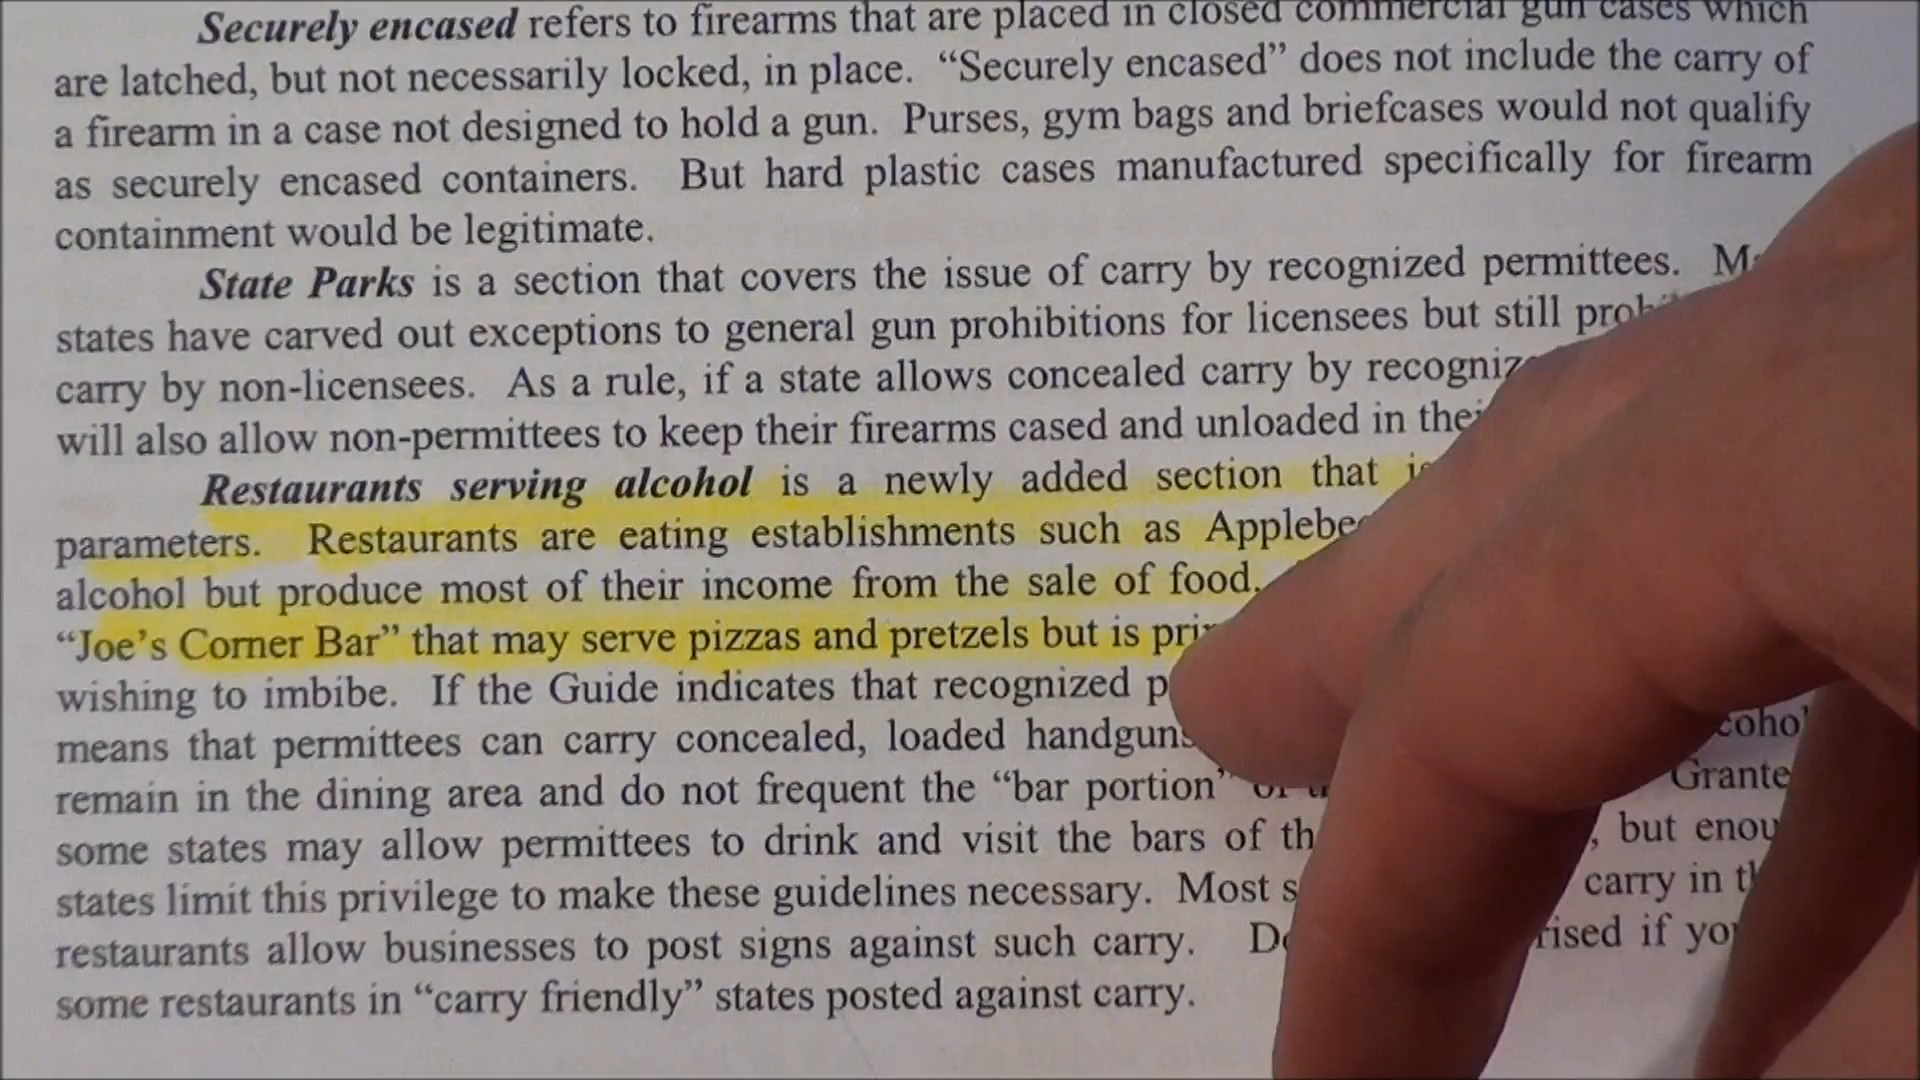 Securely encased refers to firearms that are placed in closed commercial gun cases which
are latched, but not necessarily locked, in place. “Securely encased” does not include the carry of
a firearm in a case not designed to hold a gun. Purses, gym bags and briefcases would not qualify
as securely encased containers. But hard plastic cases manufactured specifically for firearm
containment would be legitimate.
State Parks is a section that covers the issue of carry by recognized permittees.
states have carved out exceptions to general gun prohibitions for licensees but still
carry by non-licensees. As a rule, if a state allows concealed carry by
will also allow non-permittees to keep their firearms cased and unloaded in
Restaurants serving alcohol is a newly added section that
parameters. Restaurants are eating establishments such as
alcohol but produce most of their income from the sale of food.
“Joe’s Corner Bar” that may serve pizzas and pretzels but is
wishing to imbibe. If the Guide indicates that recognized
means that permittees can carry concealed, loaded handguns
remain in the dining area and do not frequent the “bar portion”
some states may allow permittees to drink and visit the bars of but
states limit this privilege to make these guidelines necessary. Most carry in
restaurants allow businesses to post signs against such carry. if
some restaurants in “carry friendly” states posted against carry.